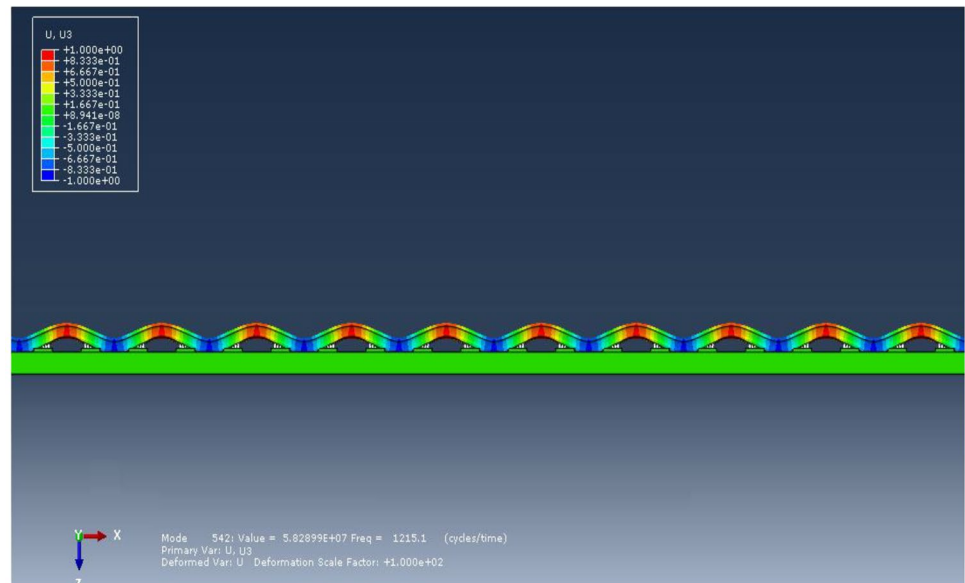 U, U3
+1.000e+00
+8.333e-01
+6.667e-01
+5.000e-01
+3.333e-01
+1.667e-01
+8.941e-08
-1.667e-01
-3.333e-01
-5.000e-01
-6.667e-01
-8.333e-01
-1.000e+00
Y X
Z
Mode 542: Value = 5.82899E+07 Freq = 1215.1 (cycles/time)
Primary Var: U, U3
Deformed Var: U Deformation Scale Factor: +1.000e+02